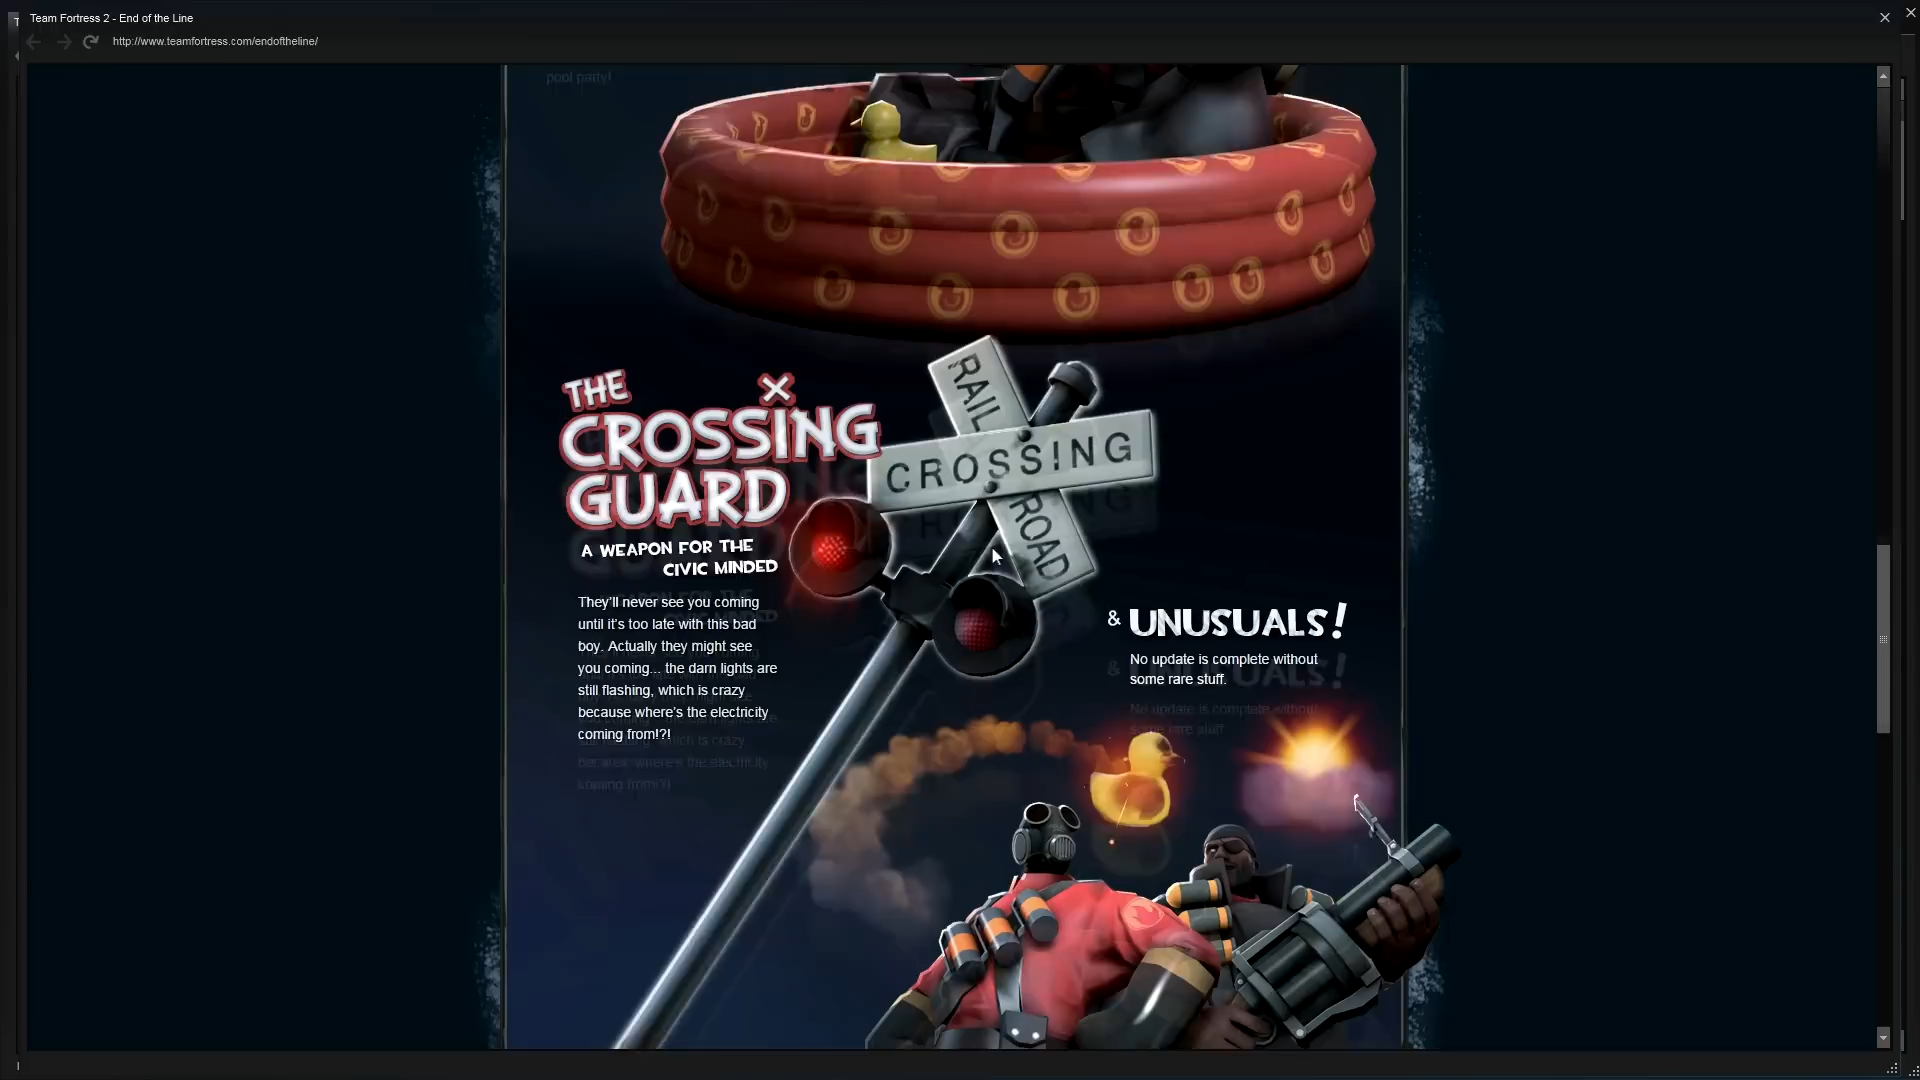 Team Fortress 2 - End of the Line
http://www.teamfortress.com/endoftheline/
pool party!
THE
CROSSING
GUARD
A WEAPON FOR THE
CIVIC MINDED
They'll never see you coming
until it's too late with this bad
boy. Actually they might see
you coming... the darn lights are
still flashing, which is crazy
because where's the electricity
coming from!?!
RAIL
CROSSING
ROAD
& UNUSUALS!
No update is complete without
some rare stuff.